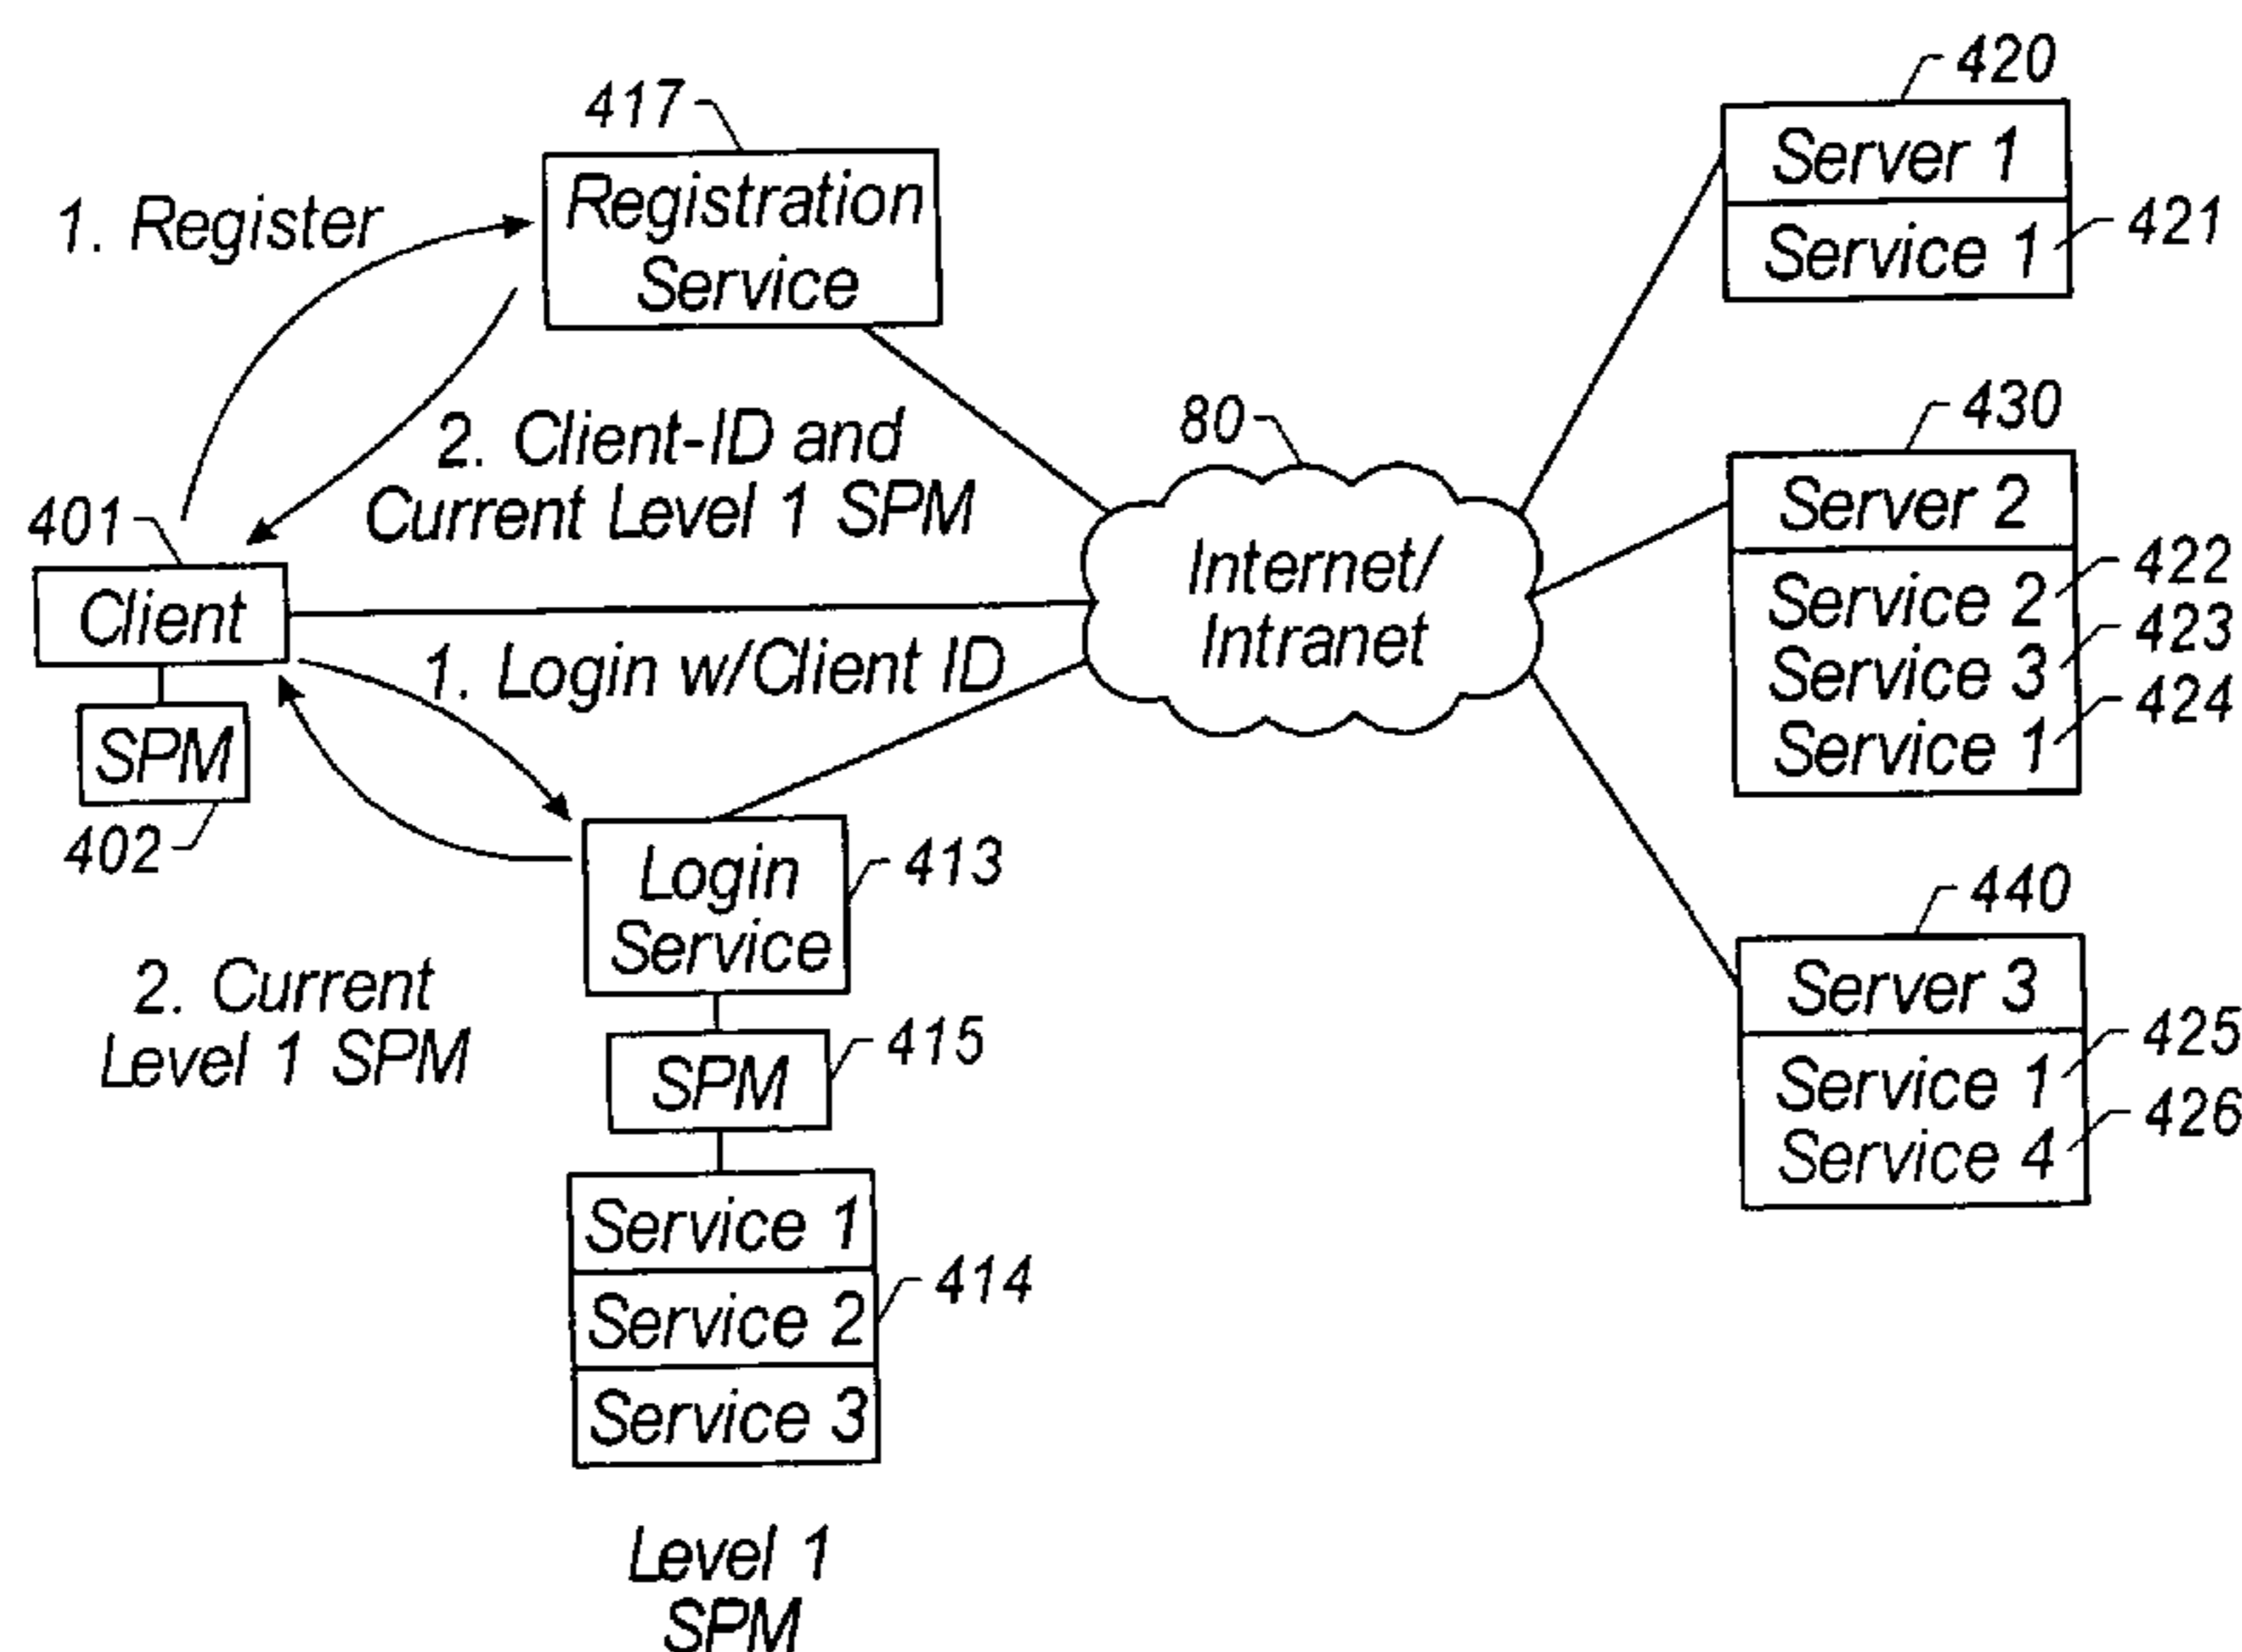 417
Registration
Service
1. Register
2. Client-ID and
Current Level 1 SPM
401
Client
SPM
402
1. Login w/Client ID
Login
Service
413
2. Current
Level 1 SPM
SPM
415
Service 1
Service 2
Service 3
414
Level 1
SPM
80
Internet/
Intranet
420
Server 1
Service 1
421
430
Server 2
Service 2
422
Service 3
423
Service 1
424
440
Server 3
Service 1
425
Service 4
426